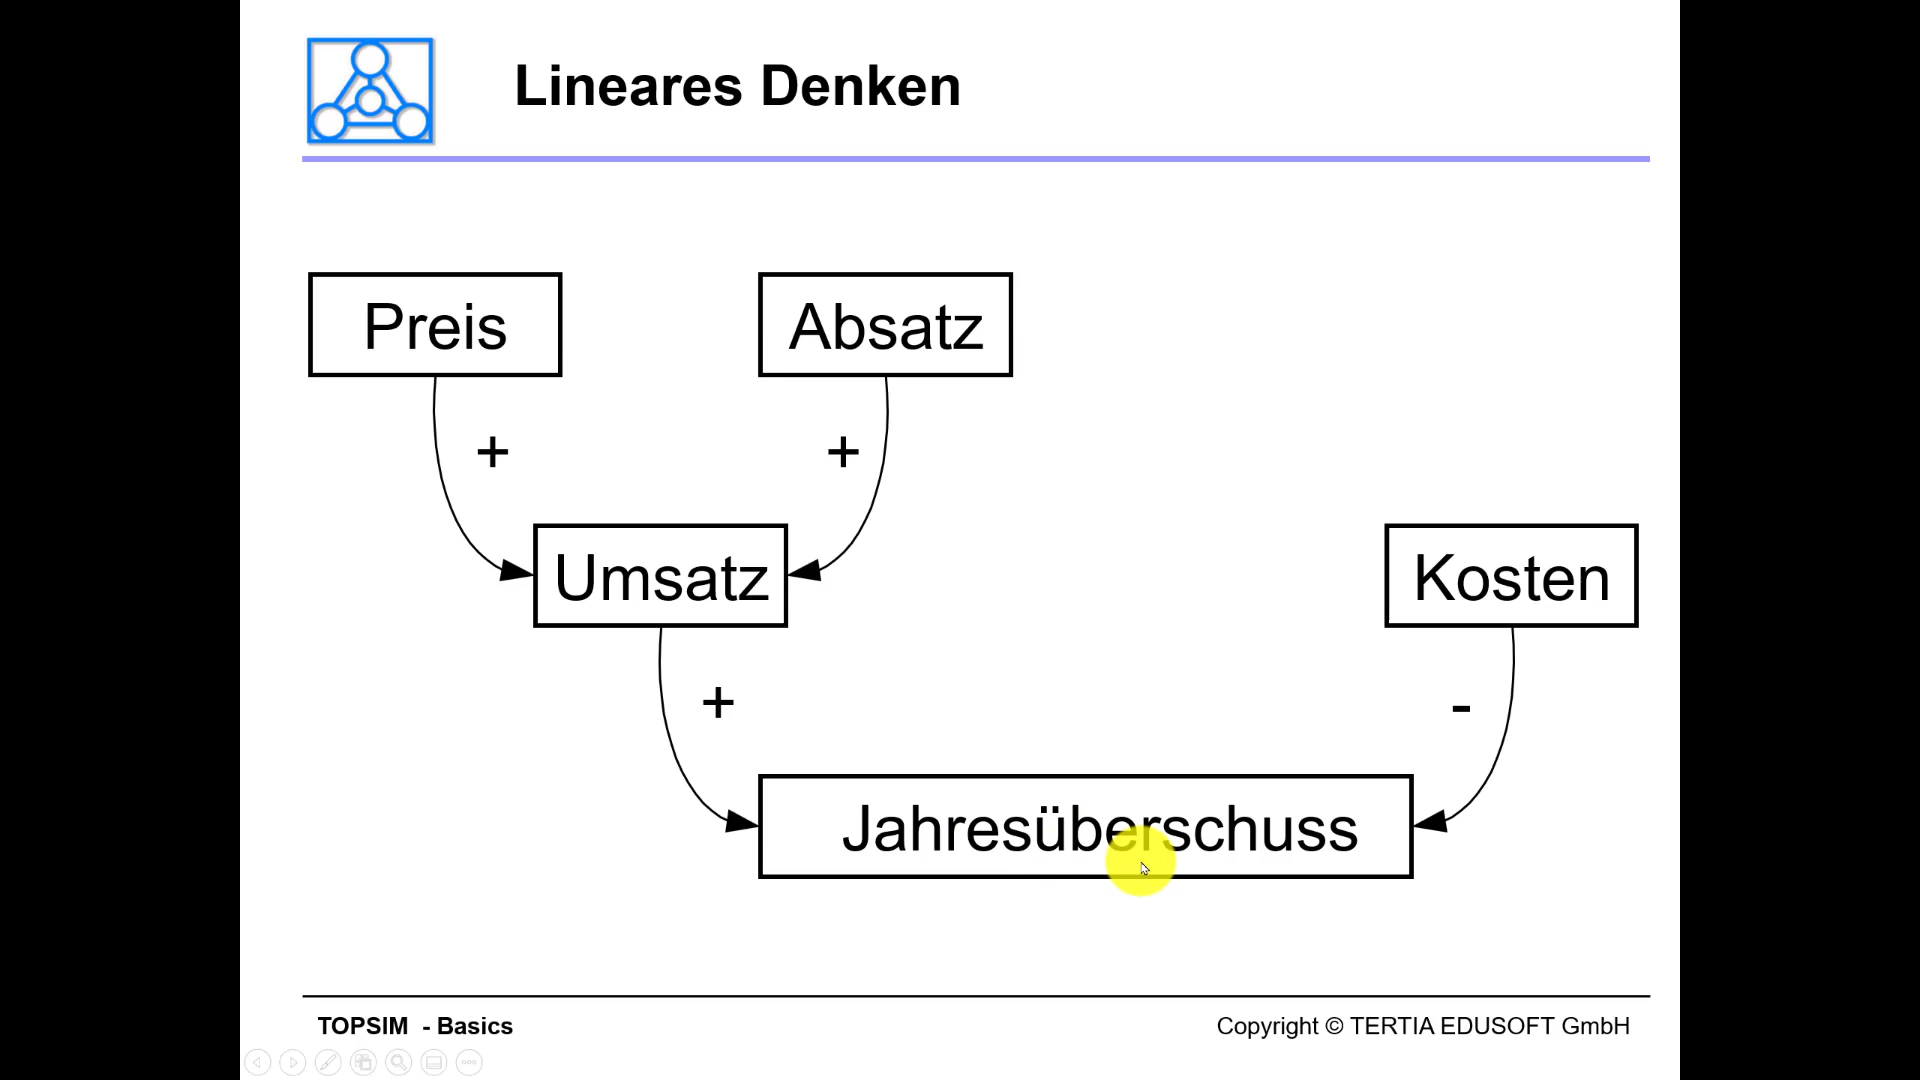 Lineares Denken
Preis
Absatz
+
+
Umsatz
Kosten
+
-
Jahresüberschuss
TOPSIM - Basics
Copyright © TERTIA EDUSOFT GmbH